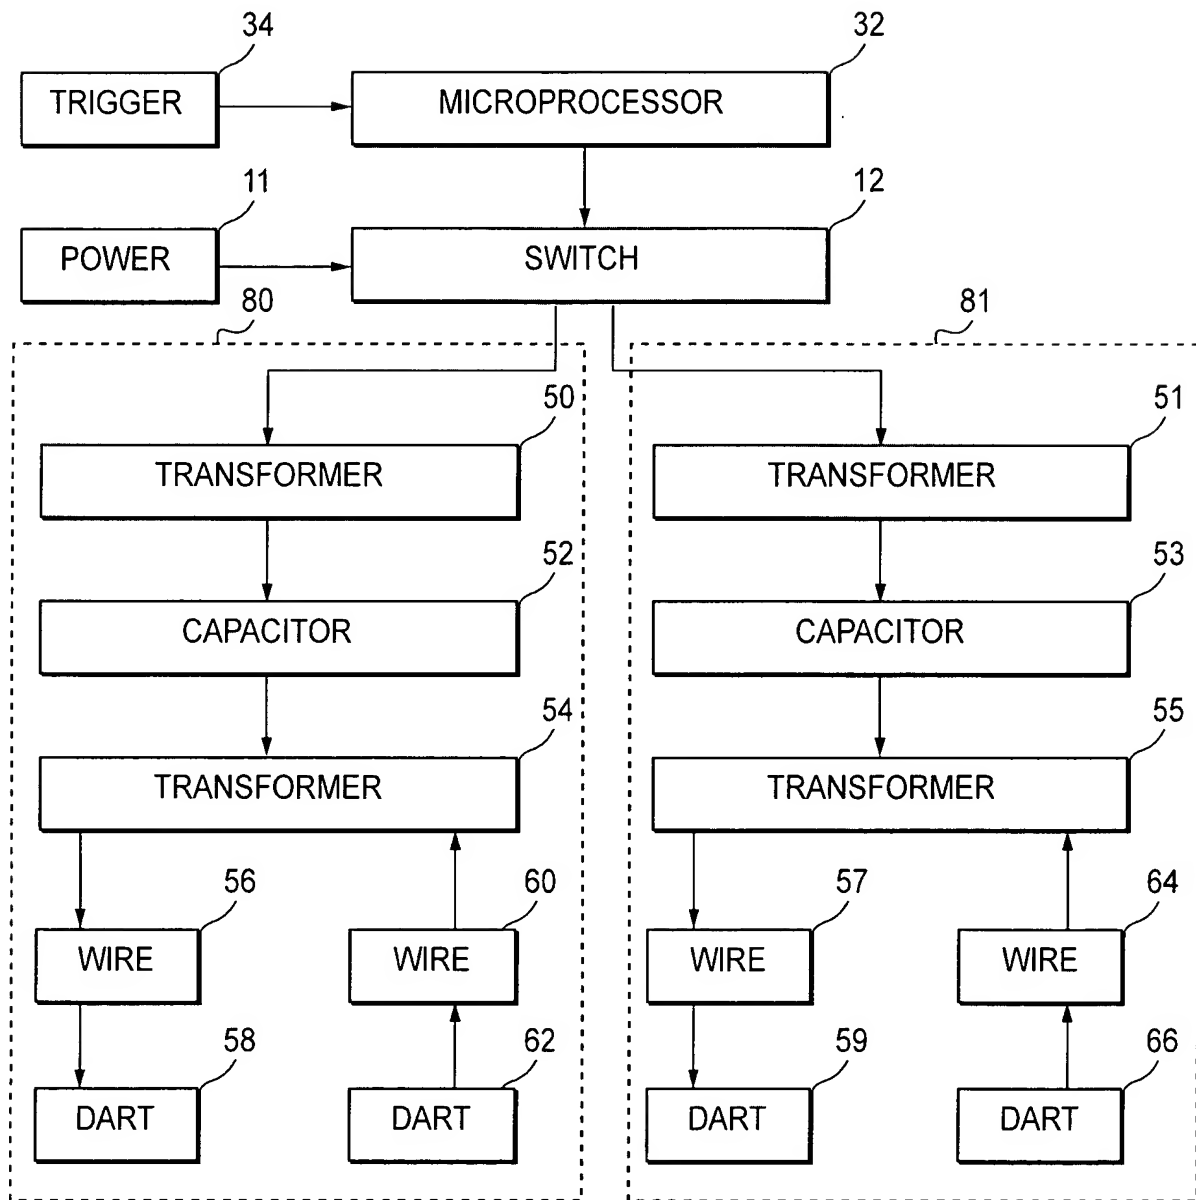 34 32
TRIGGER MICROPROCESSOR
11 12
POWER SWITCH
80 81
50 51
TRANSFORMER TRANSFORMER
52 53
CAPACITOR CAPACITOR
54 55
TRANSFORMER TRANSFORMER
56 60 57 64
WIRE WIRE WIRE WIRE
58 62 59 66
DART DART DART DART